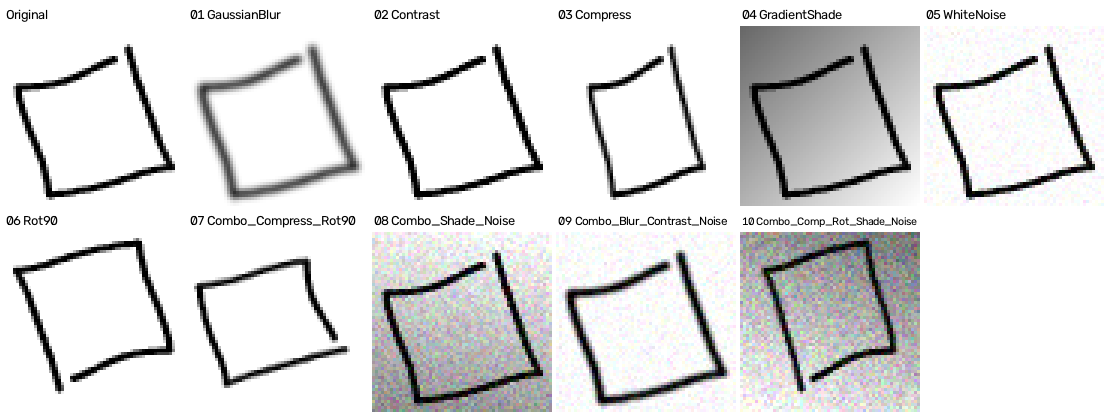 Original 01 GaussianBlur 02 Contrast 03 Compress 04 GradientShade 05 WhiteNoise
06 Rot90 07 Combo_Compress_Rot90 08 Combo_Shade_Noise 09 Combo_Blur_Contrast_Noise 10 Combo_Comp_Rot_Shade_Noise